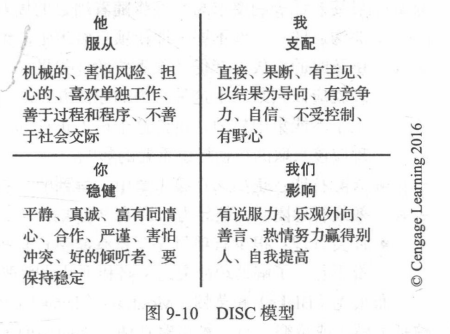 他
服从
机械的、害怕风险、担
心的、喜欢单独工作、
善于过程和程序、不善
于社会交际
我
支配
直接、果断、有主见、
以结果为导向、有竞争
力、自信、不受控制、
有野心
你
稳健
平静、真诚、富有同情
心、合作、严谨、害怕
冲突、好的倾听者、要
保持稳定
我们
影响
有说服力、乐观外向、
善言、热情努力赢得别
人、自我提高
© Cengage Learning 2016
图 9-10 DISC 模型